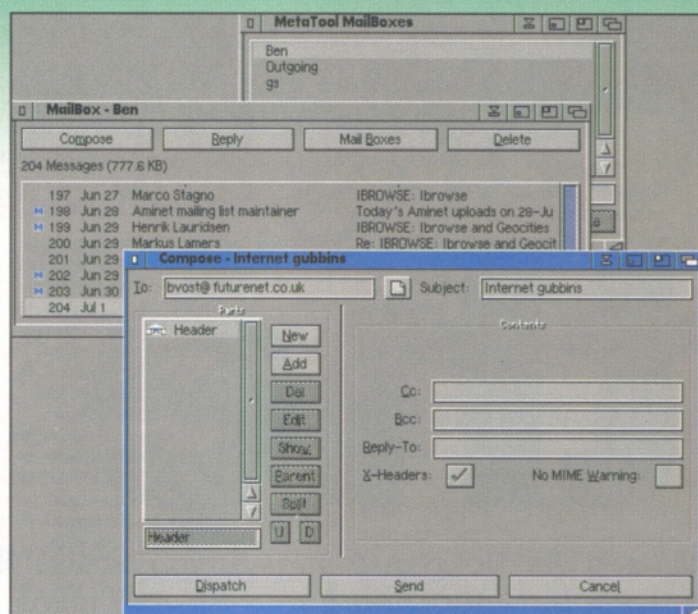 MetaTool MailBoxes
Ben
Outgoing
gs
MailBox - Ben
Compose Reply Mail Boxes Delete
204 Messages (777.6 KB)
197 Jun 27 Marco Stagno IBROWSE: Ibrowse
M 198 Jun 28 Aminet mailing list maintainer Today's Aminet uploads on 28-Ju
M 199 Jun 29 Henrik Lauridsen IBROWSE: Ibrowse and Geocities
200 Jun 29 Markus Lamers Re: IBROWSE: Ibrowse and Geocit
201 Jun 29
M 202 Jun 29
M 203 Jun 30
204 Jul 1
Compose - Internet gubbins
To: bvost@futurenet.co.uk Subject: Internet gubbins
Parts
Contents
Header
New
Add
Del
Edit
Show
Parent
Split
U D
Header
Cc:
Bcc:
Reply-To:
X-Headers: No MIME Warning:
Dispatch Send Cancel